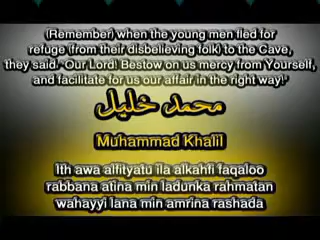 (Remember) when the young men fled for
refuge (from their disbelieving folk) to the Cave,
they said: "Our Lord! Bestow on us mercy from Yourself,
and facilitate for us our affair in the right way!"
محمد خليل
Muhammad Khalil
Ith awa alfityatu ila alkahfi faqaloo
rabbana atina min ladunka rahmatan
wahayyi lana min amrina rashada